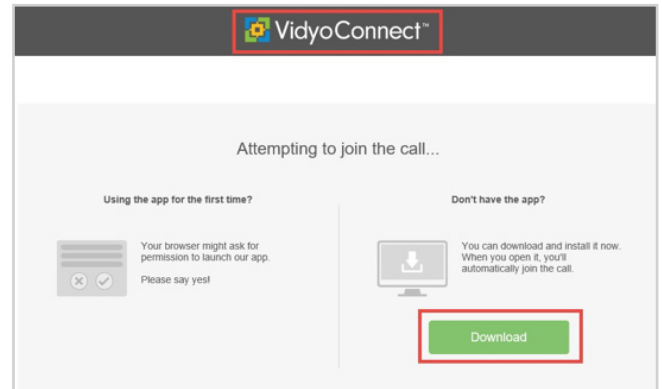 VidyoConnect™
Attempting to join the call...
Using the app for the first time?
Your browser might ask for
permission to launch our app.
Please say yes!
Don't have the app?
You can download and install it now.
When you open it, you'll
automatically join the call.
Download